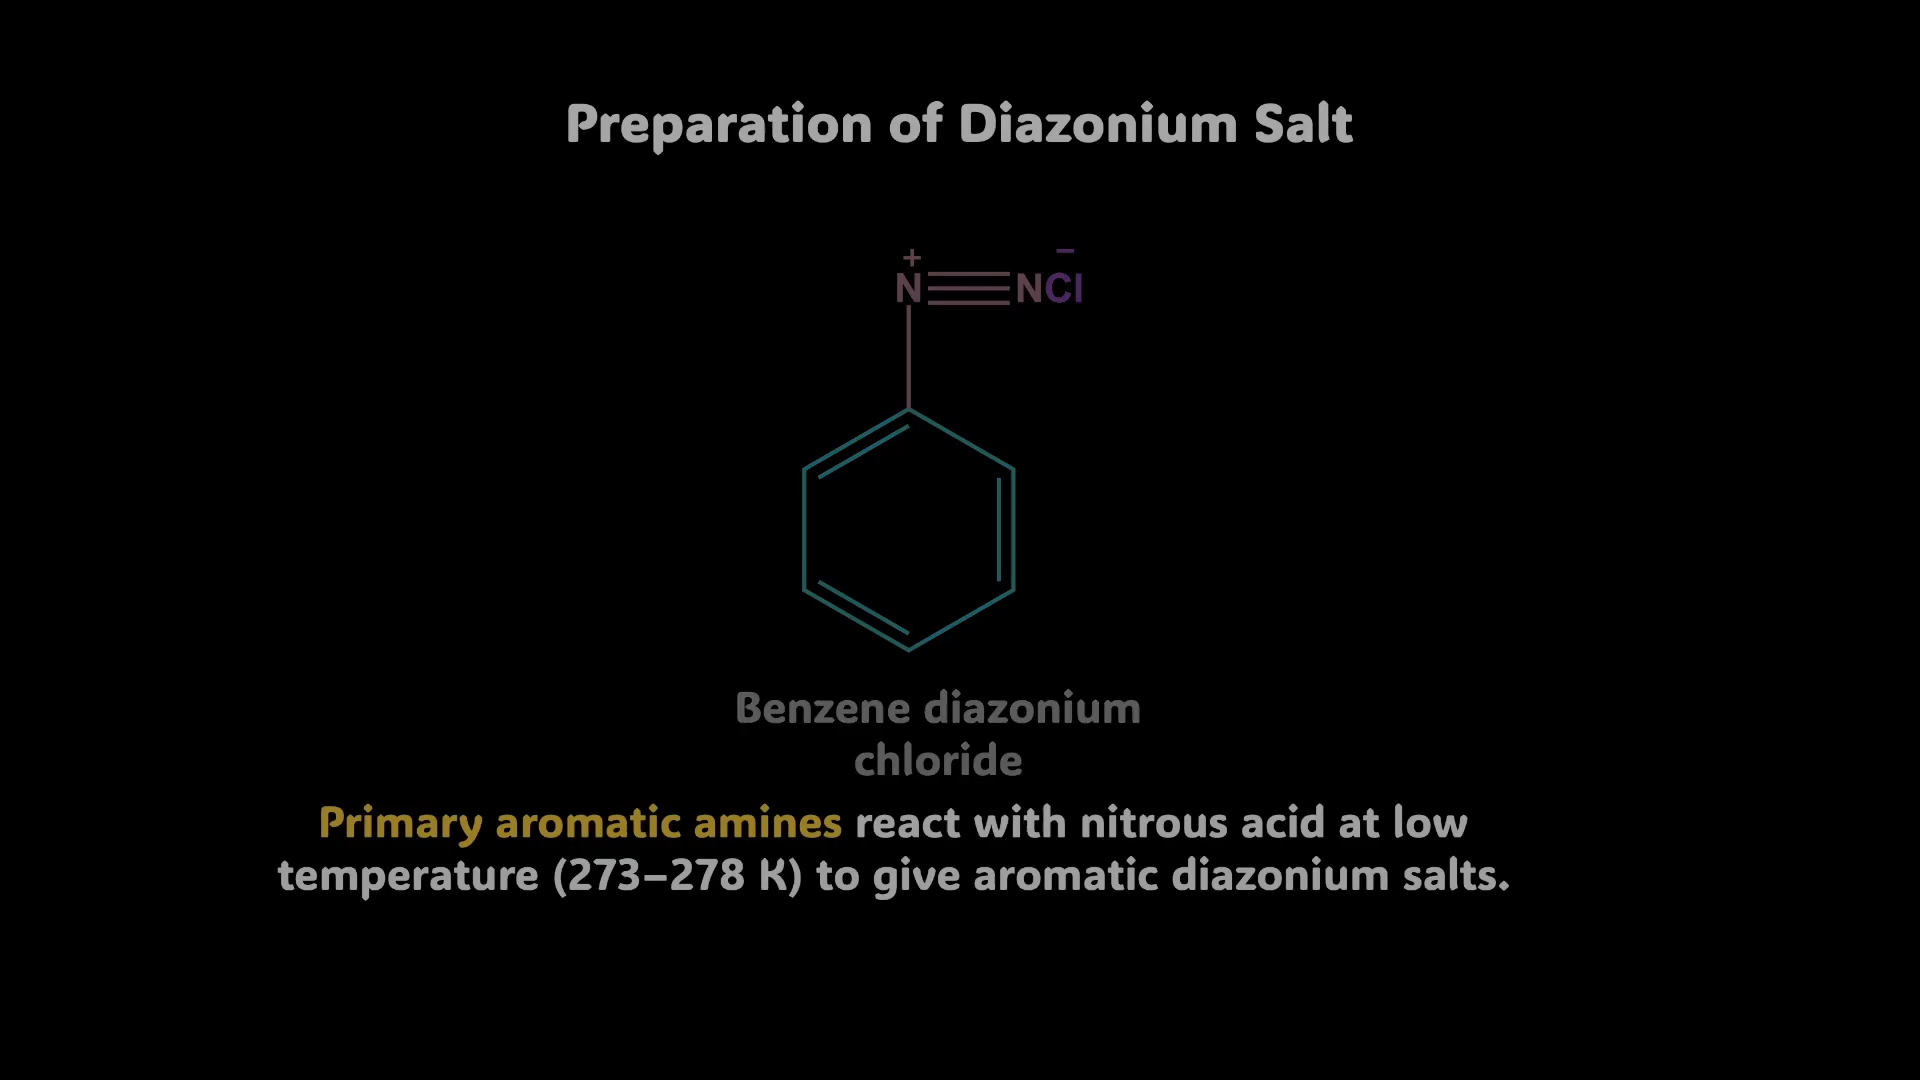 Preparation of Diazonium Salt
+ −
N NCl
Benzene diazonium
chloride
Primary aromatic amines react with nitrous acid at low
temperature (273–278 K) to give aromatic diazonium salts.